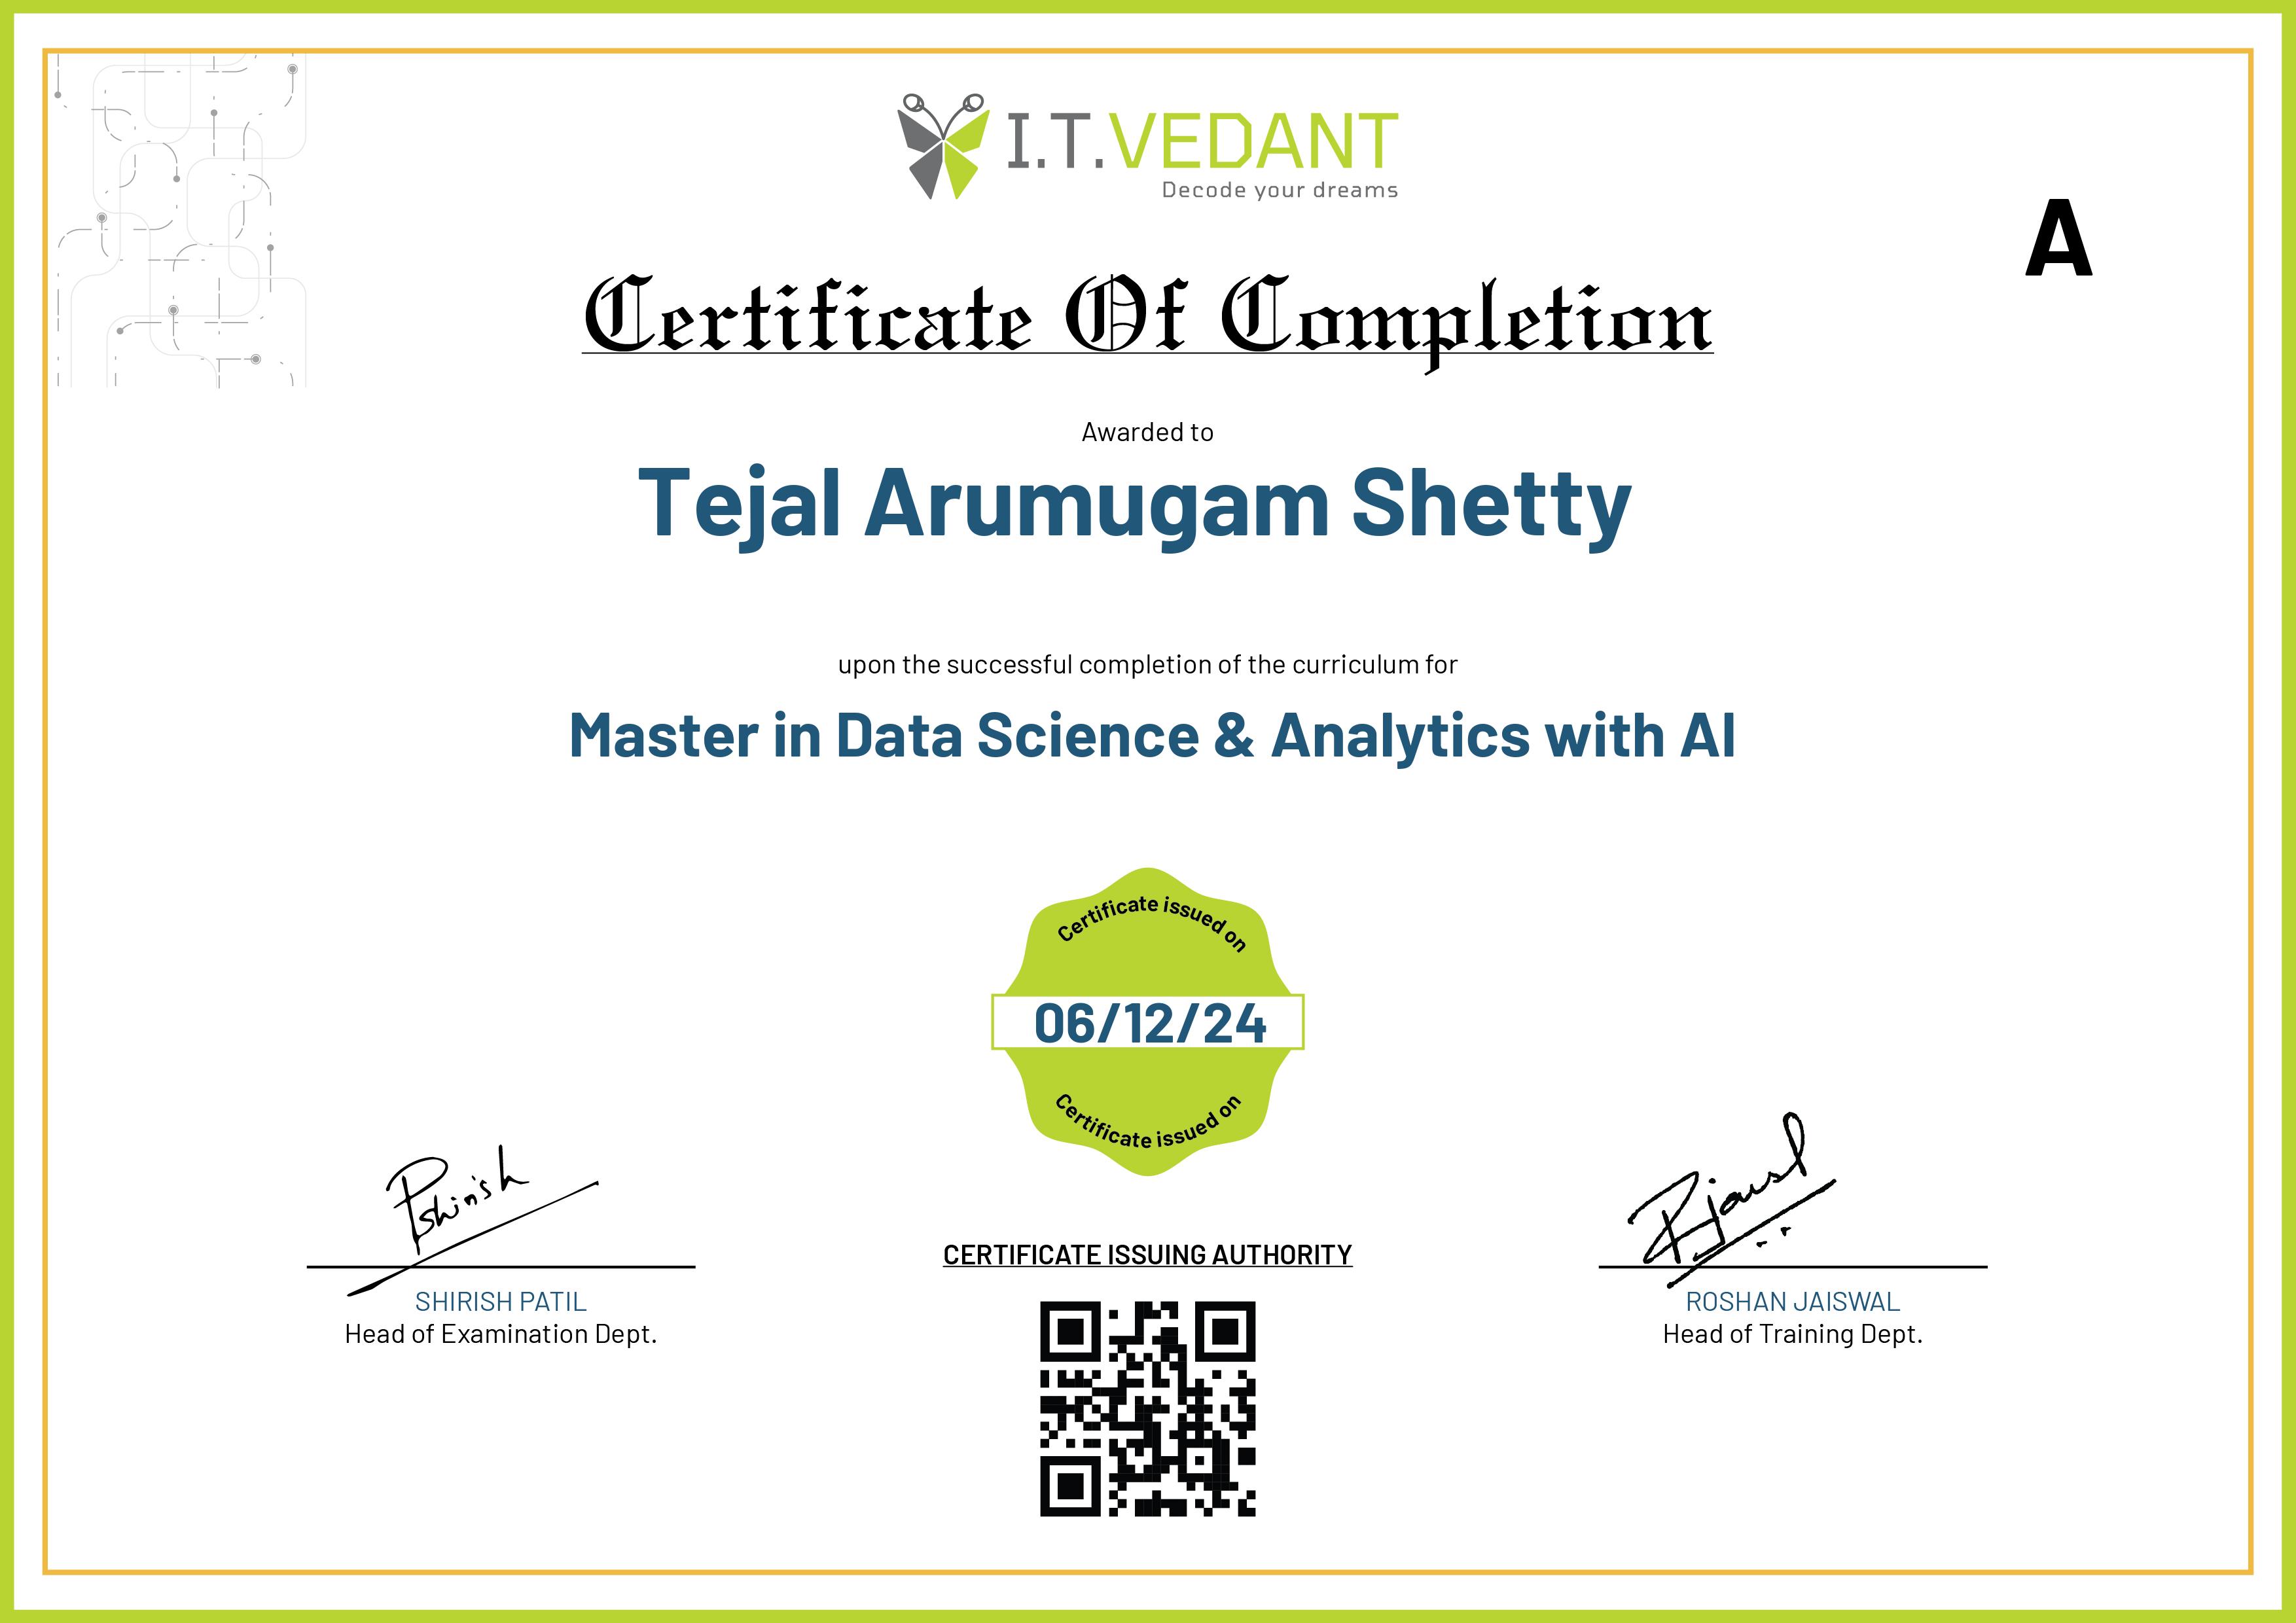 I.T.VEDANT
Decode your dreams
A
Certificate Of Completion
Awarded to
Tejal Arumugam Shetty
upon the successful completion of the curriculum for
Master in Data Science & Analytics with AI
Certificate issued on
06/12/24
Certificate issued on
Pshirish
Rjaiswal
CERTIFICATE ISSUING AUTHORITY
SHIRISH PATIL
Head of Examination Dept.
ROSHAN JAISWAL
Head of Training Dept.